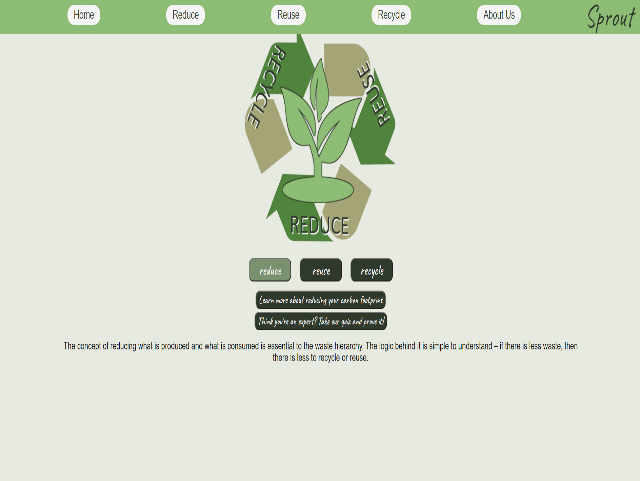 Home
Reduce
Reuse
Recycle
About Us
Sprout
RECYCLE
REUSE
REDUCE
reduce
reuse
recycle
Learn more about reducing your carbon footprint
Think you're an expert? Take our quiz and prove it!
The concept of reducing what is produced and what is consumed is essential to the waste hierarchy. The logic behind it is simple to understand – if there is less waste, then
there is less to recycle or reuse.